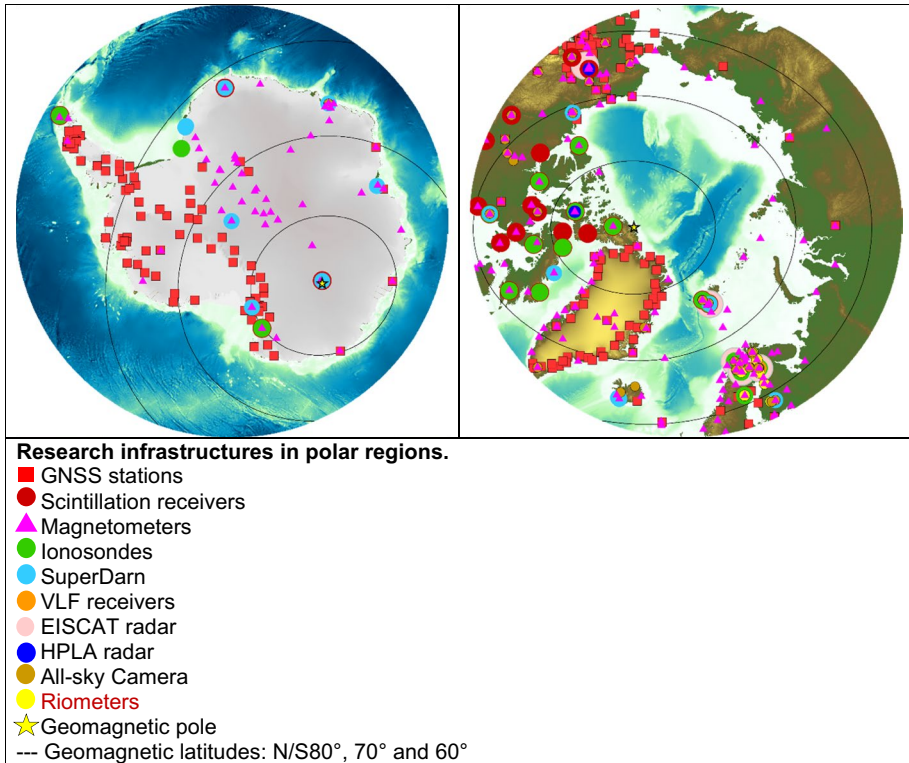 Research infrastructures in polar regions.
GNSS stations
Scintillation receivers
Magnetometers
Ionosondes
SuperDarn
VLF receivers
EISCAT radar
HPLA radar
All-sky Camera
Riometers
Geomagnetic pole
--- Geomagnetic latitudes: N/S80°, 70° and 60°